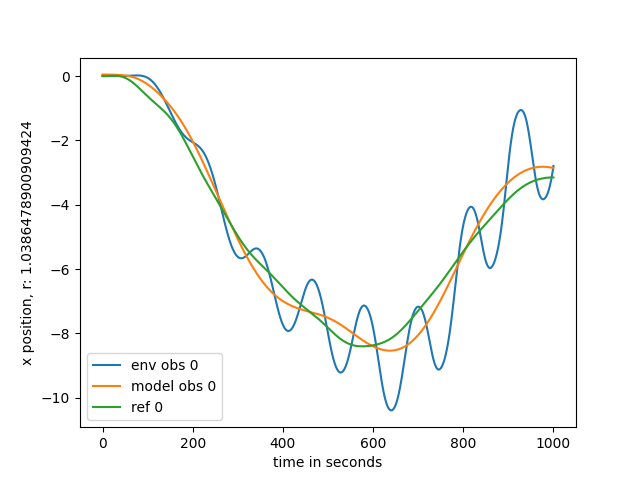 0
−2
−4
−6
−8
−10
x position, r: 1.0386478900909424
env obs 0
model obs 0
ref 0
0
200
400
600
800
1000
time in seconds